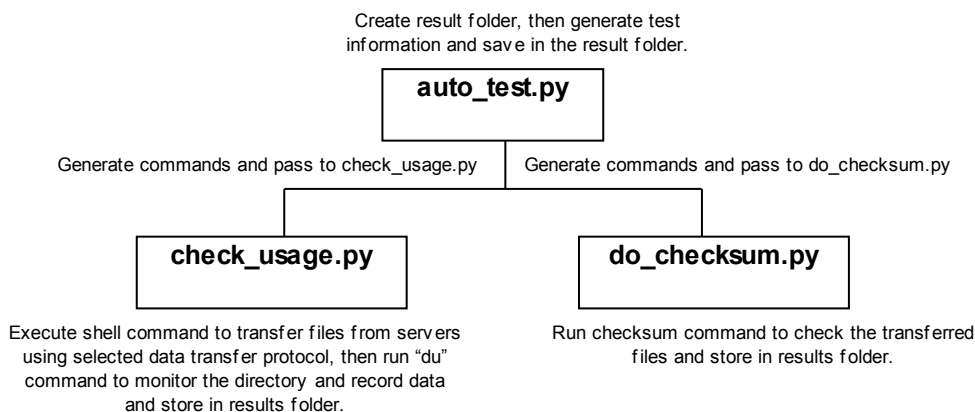 Create result folder, then generate test
information and save in the result folder.
auto_test.py
Generate commands and pass to check_usage.py
Generate commands and pass to do_checksum.py
check_usage.py
do_checksum.py
Execute shell command to transfer files from servers
using selected data transfer protocol, then run “du”
command to monitor the directory and record data
and store in results folder.
Run checksum command to check the transferred
files and store in results folder.